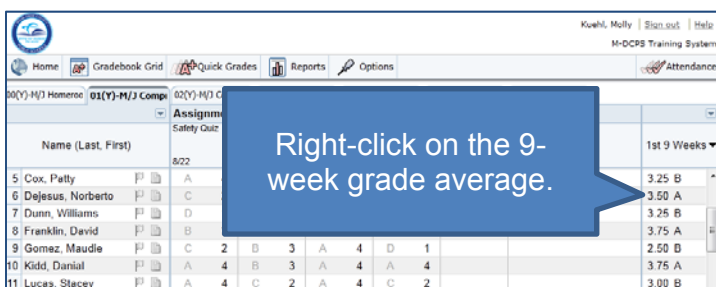 Kuehl, Molly | Sign out | Help
M-DCPS Training System
Home Gradebook Grid Quick Grades Reports Options Attendance
00(Y)-M/J Homeroo 01(Y)-M/J Compu 02(Y)-M/J C
Assignme
Safety Quiz
Name (Last, First) 1st 9 Weeks
8/22
Right-click on the 9-
week grade average.
5 Cox, Patty A 3.25 B
6 Dejesus, Norberto C 3.50 A
7 Dunn, Williams D 3.25 B
8 Franklin, David B 3.75 A
9 Gomez, Maudie C 2 B 3 A 4 D 1 2.50 B
10 Kidd, Danial A 4 B 3 A 4 A 4 3.75 A
11 Lucas, Stacey A 4 C 2 A 4 C 2 3.00 B